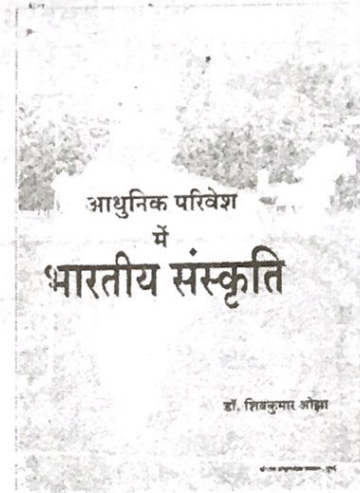 आधुनिक परिवेश
में
भारतीय संस्कृति
डॉ. शिवकुमार ओझा